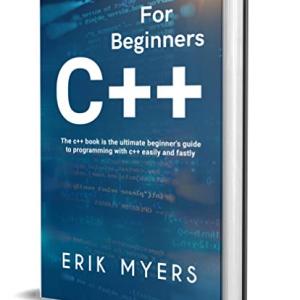 For
Beginners
C++
The c++ book is the ultimate beginner's guide
to programming with c++ easily and fastly
ERIK MYERS